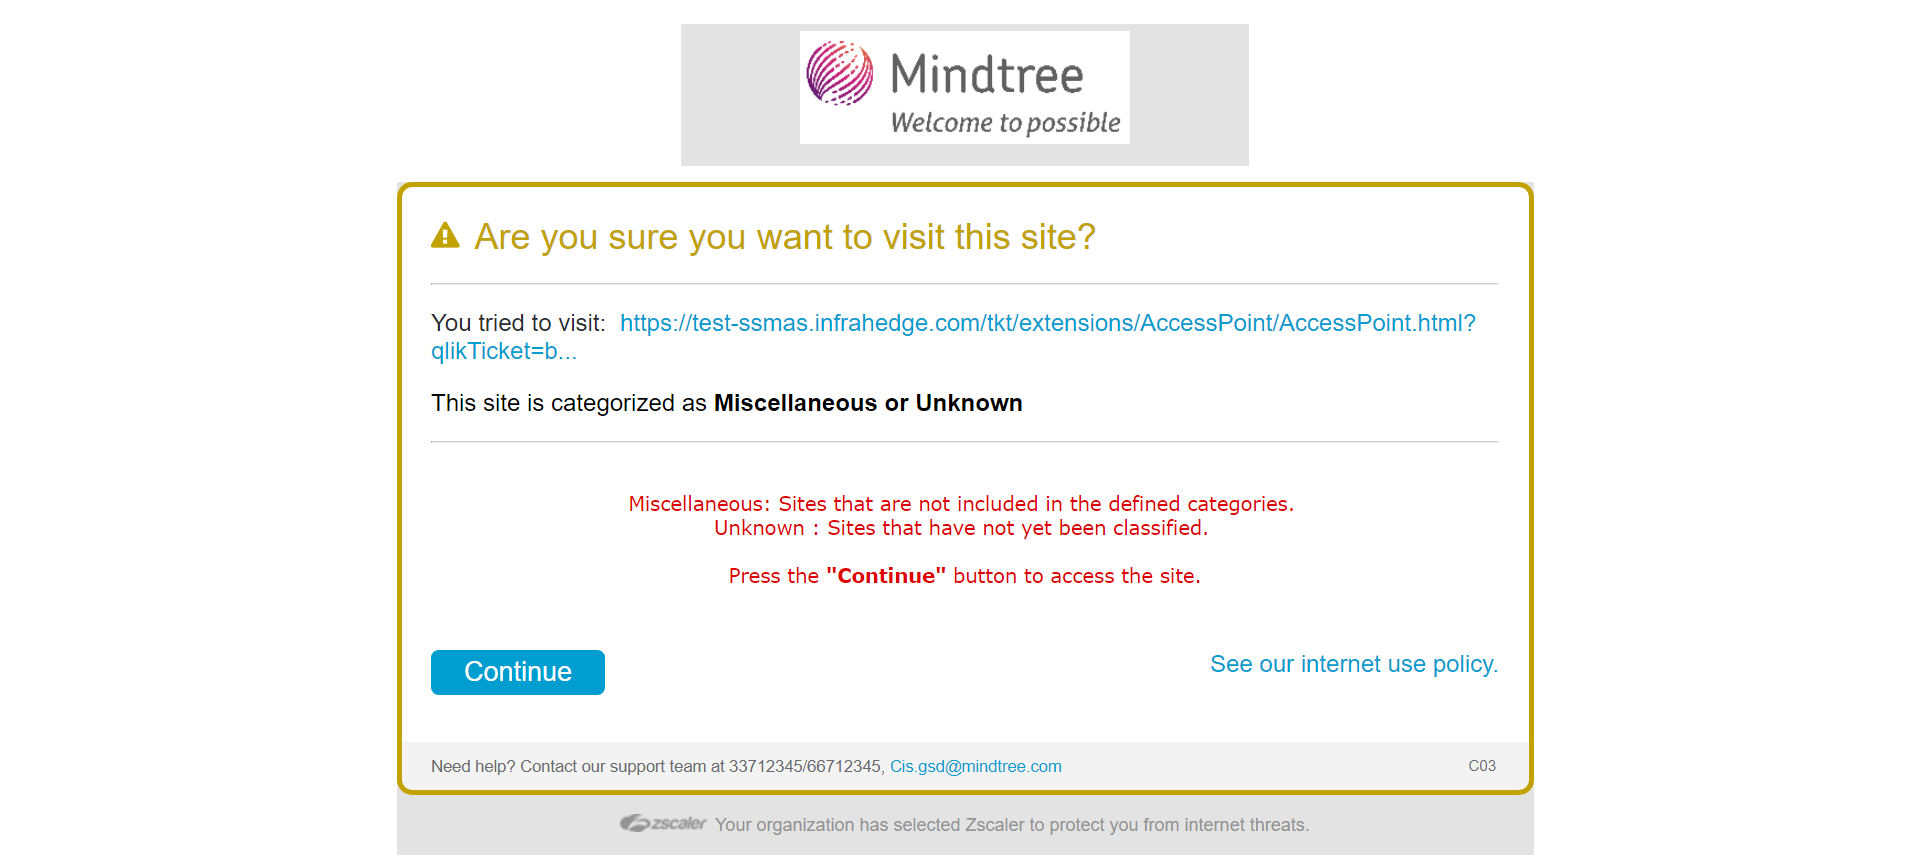 Mindtree
Welcome to possible
Are you sure you want to visit this site?
You tried to visit: https://test-ssmas.infrahedge.com/tkt/extensions/AccessPoint/AccessPoint.html?
qlikTicket=b...
This site is categorized as Miscellaneous or Unknown
Miscellaneous: Sites that are not included in the defined categories.
Unknown : Sites that have not yet been classified.
Press the "Continue" button to access the site.
Continue
See our internet use policy.
Need help? Contact our support team at 33712345/66712345, Cis.gsd@mindtree.com
C03
zscaler Your organization has selected Zscaler to protect you from internet threats.